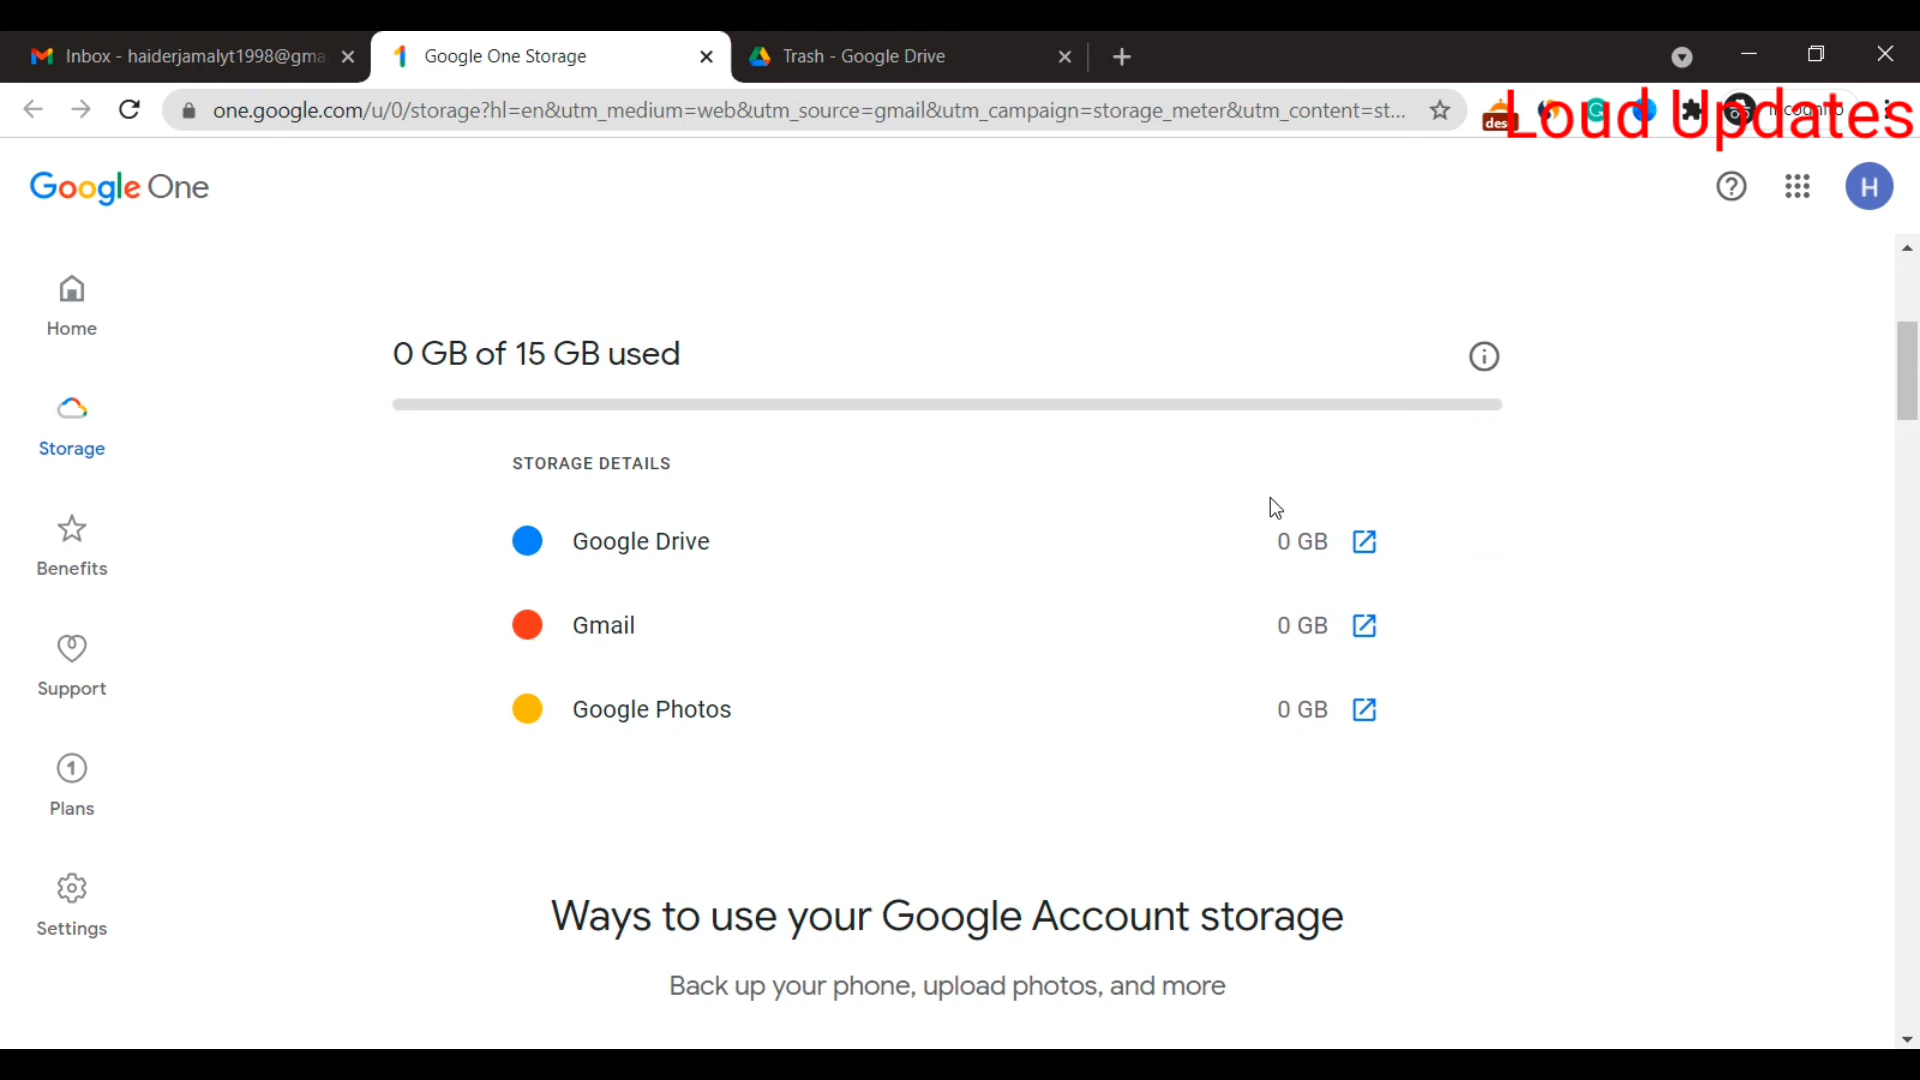 Inbox - haiderjamalyt1998@gma
Google One Storage
Trash - Google Drive
one.google.com/u/0/storage?hl=en&utm_medium=web&utm_source=gmail&utm_campaign=storage_meter&utm_content=st...
des
Loud Updates
Google One
H
Home
0 GB of 15 GB used
Storage
STORAGE DETAILS
Google Drive 0 GB
Benefits
Gmail 0 GB
Support
Google Photos 0 GB
Plans
Ways to use your Google Account storage
Settings
Back up your phone, upload photos, and more